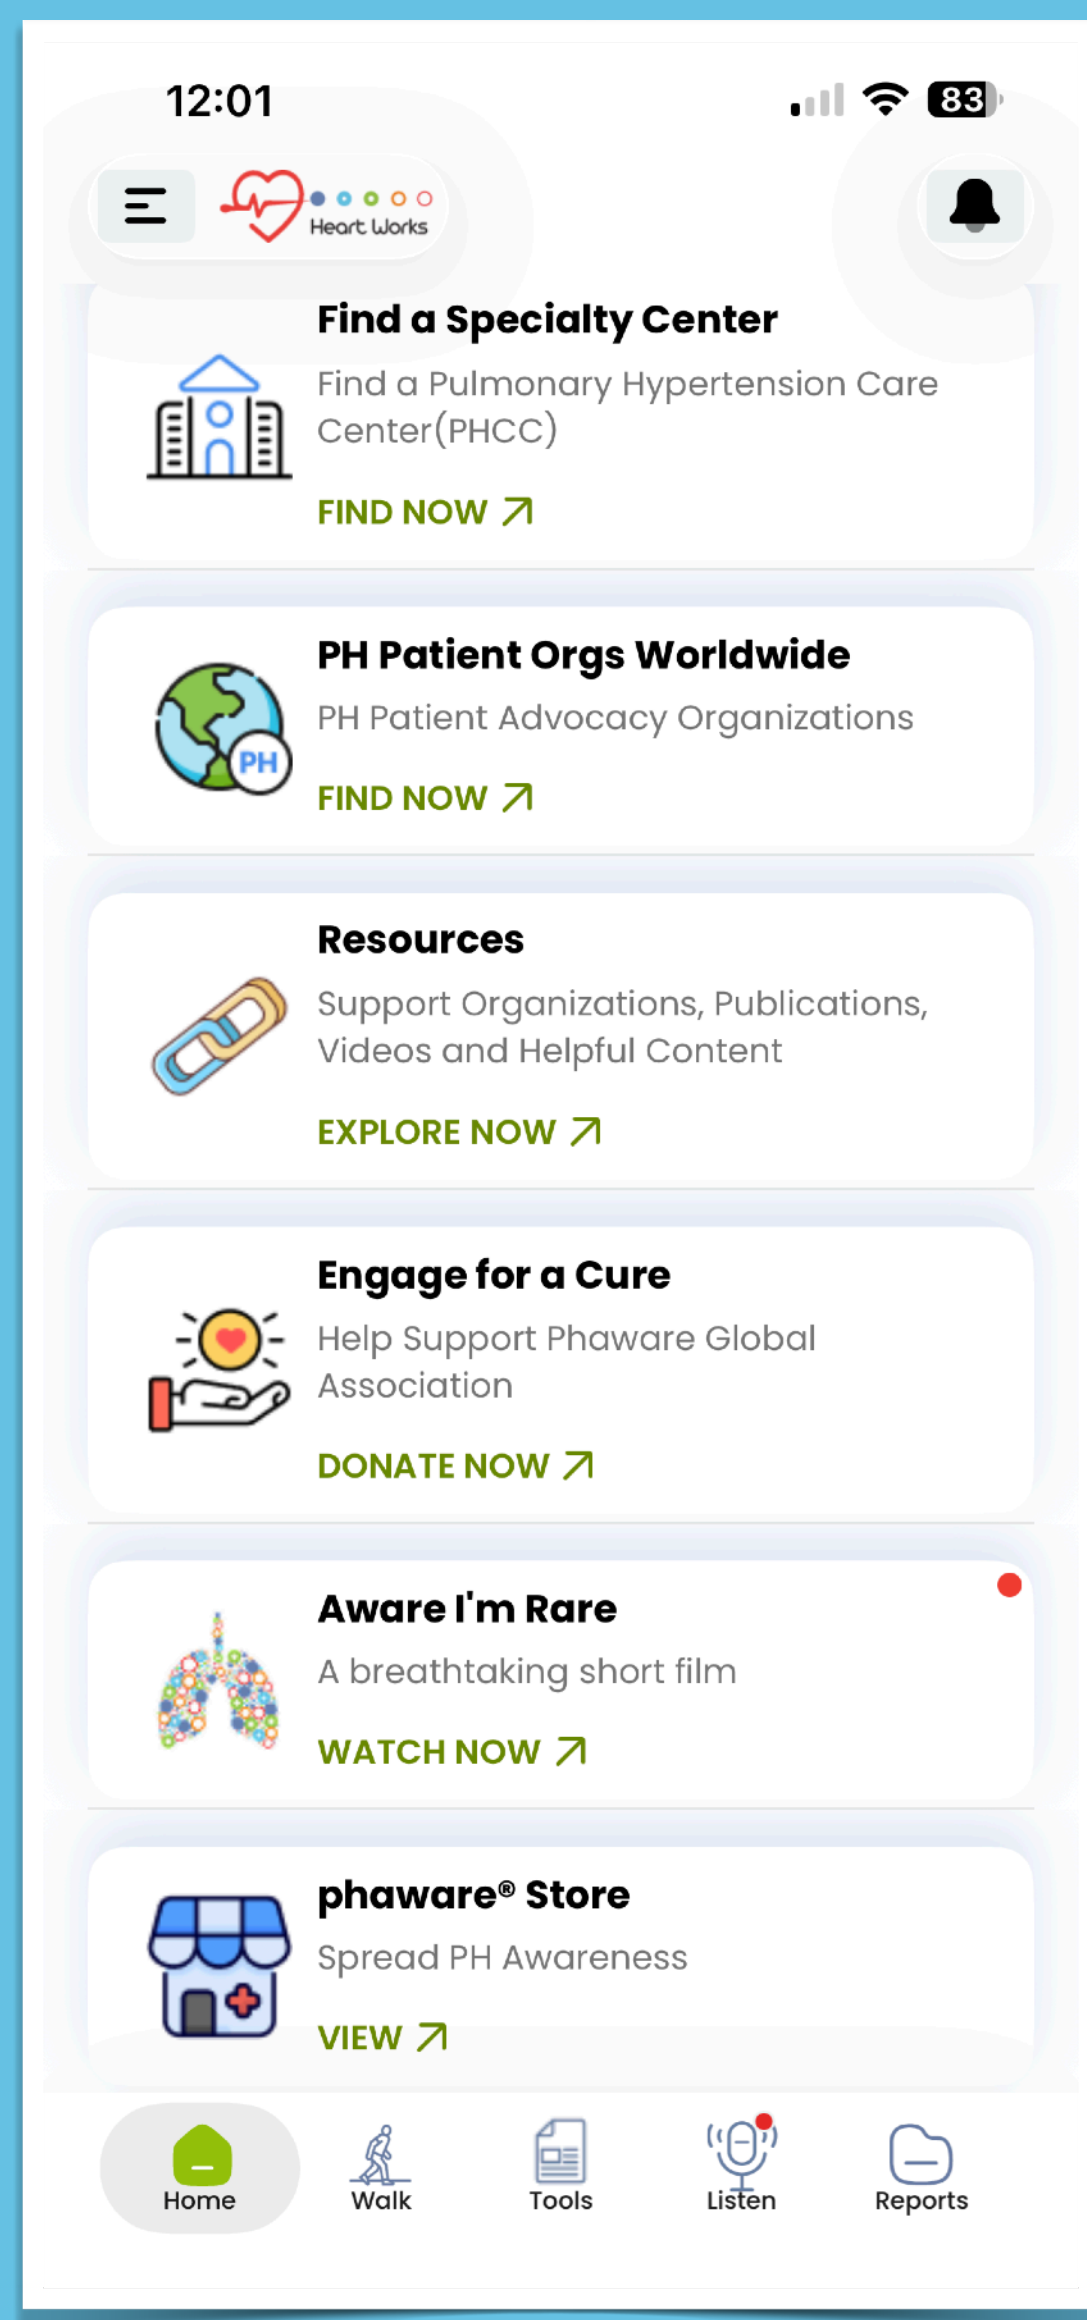 12:01
83
Heart Works
Find a Specialty Center
Find a Pulmonary Hypertension Care
Center(PHCC)
FIND NOW
PH Patient Orgs Worldwide
PH
PH Patient Advocacy Organizations
FIND NOW
Resources
Support Organizations, Publications,
Videos and Helpful Content
EXPLORE NOW
Engage for a Cure
Help Support Phaware Global
Association
DONATE NOW
Aware I'm Rare
A breathtaking short film
WATCH NOW
phaware® Store
Spread PH Awareness
VIEW
Home
Walk
Tools
Listen
Reports